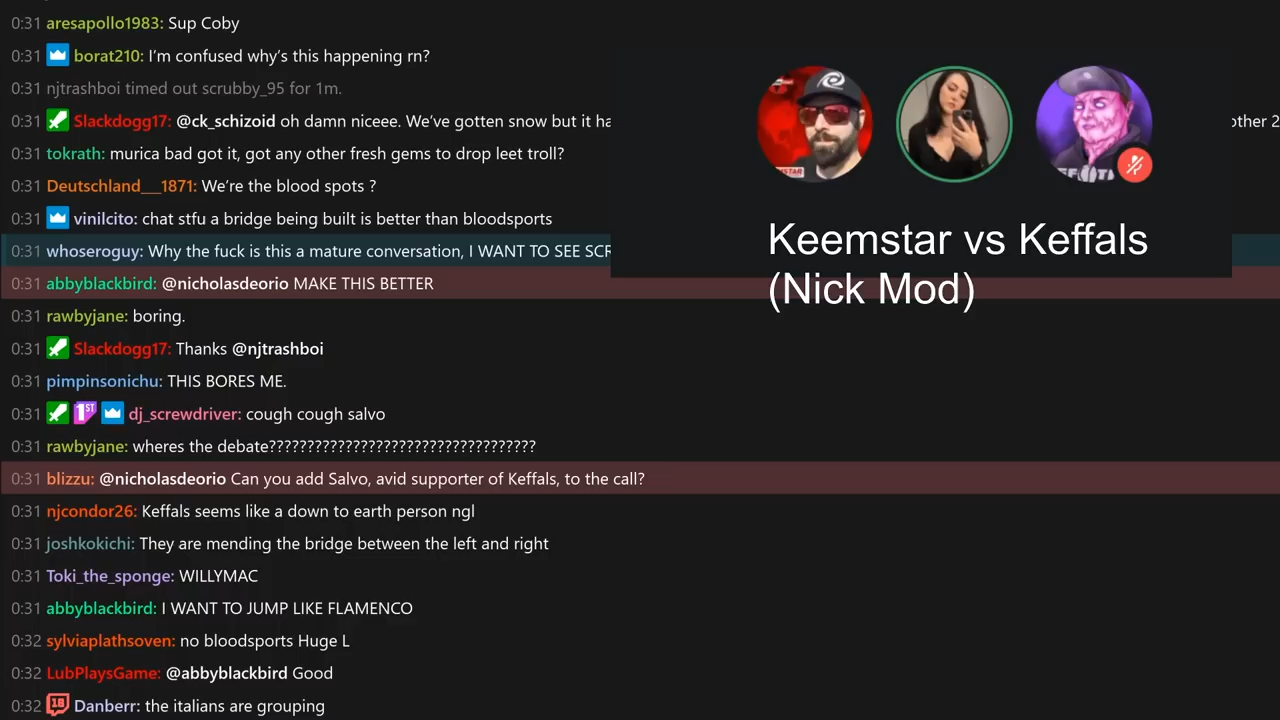 0:31 aresapollo1983: Sup Coby
0:31 borat210: I'm confused why's this happening rn?
0:31 njtrashboi timed out scrubby_95 for 1m.
0:31 Slackdogg17: @ck_schizoid oh damn niceee. We've gotten snow but it ha
other 2
0:31 tokrath: murica bad got it, got any other fresh gems to drop leet troll?
0:31 Deutschland__1871: We're the blood spots ?
0:31 vinilcito: chat stfu a bridge being built is better than bloodsports
0:31 whoseroguy: Why the fuck is this a mature conversation, I WANT TO SEE SCR
Keemstar vs Keffals
(Nick Mod)
0:31 abbyblackbird: @nicholasdeorio MAKE THIS BETTER
0:31 rawbyjane: boring.
0:31 Slackdogg17: Thanks @njtrashboi
0:31 pimpinsonichu: THIS BORES ME.
0:31 1ST dj_screwdriver: cough cough salvo
0:31 rawbyjane: wheres the debate???????????????????????????????????
0:31 blizzu: @nicholasdeorio Can you add Salvo, avid supporter of Keffals, to the call?
0:31 njcondor26: Keffals seems like a down to earth person ngl
0:31 joshkokichi: They are mending the bridge between the left and right
0:31 Toki_the_sponge: WILLYMAC
0:31 abbyblackbird: I WANT TO JUMP LIKE FLAMENCO
0:32 sylviaplathsoven: no bloodsports Huge L
0:32 LubPlaysGame: @abbyblackbird Good
0:32 Danberr: the italians are grouping